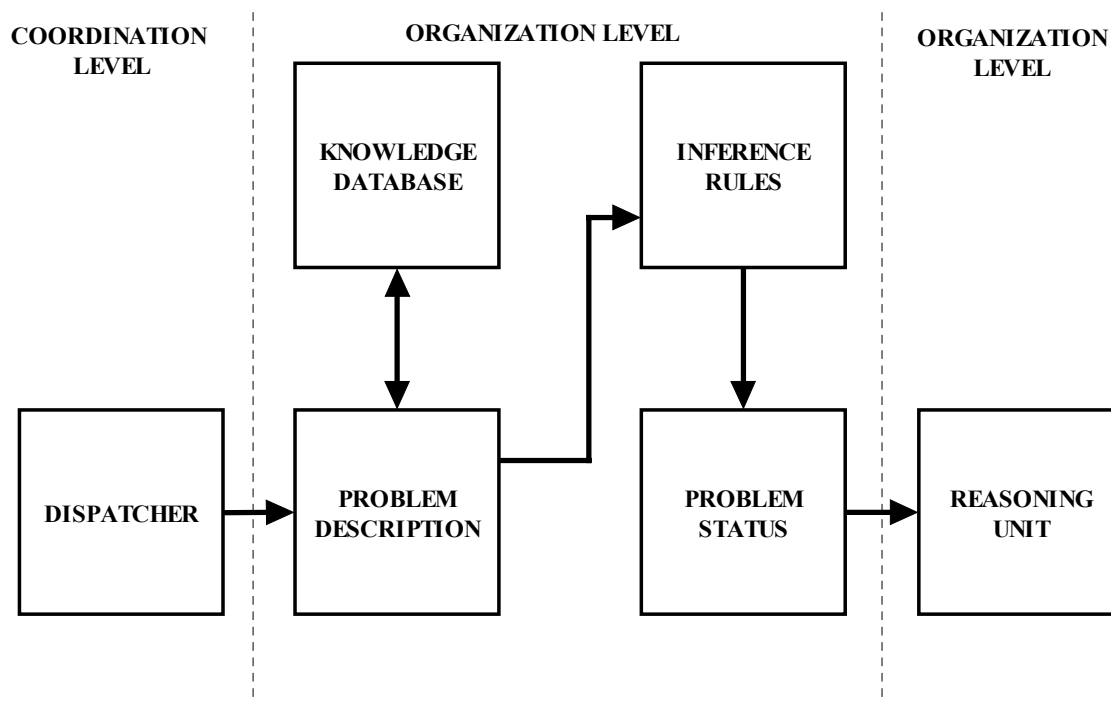 COORDINATION
LEVEL
ORGANIZATION LEVEL
ORGANIZATION
LEVEL
KNOWLEDGE
DATABASE
INFERENCE
RULES
DISPATCHER
PROBLEM
DESCRIPTION
PROBLEM
STATUS
REASONING
UNIT